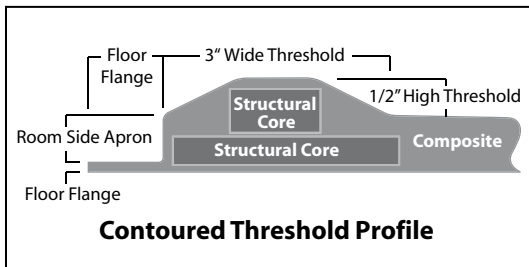 Floor
Flange
3“ Wide Threshold
1/2” High Threshold
Structural
Core
Room Side Apron
Composite
Structural Core
Floor Flange
Contoured Threshold Profile